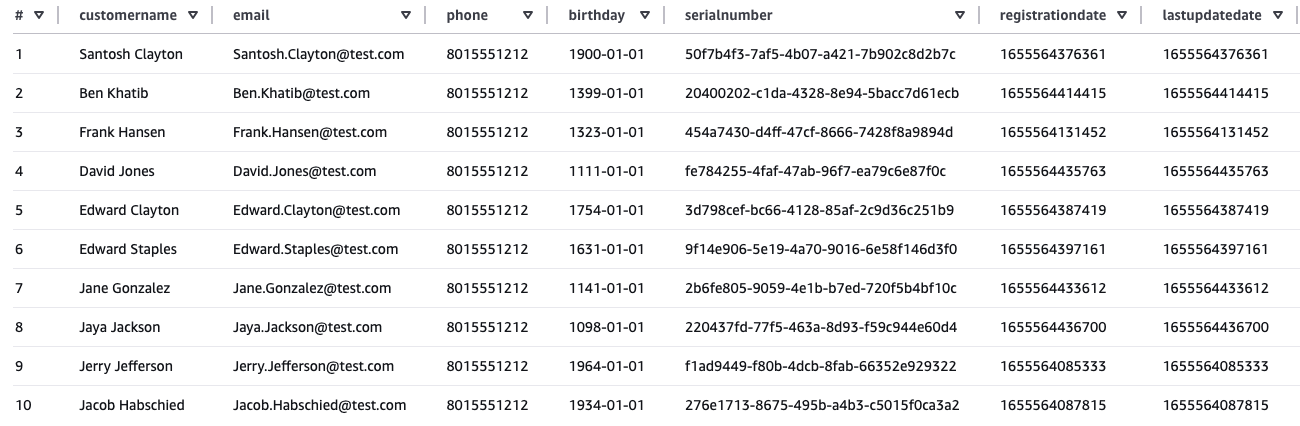 # customername email phone birthday serialnumber registrationdate lastupdatedate
1 Santosh Clayton Santosh.Clayton@test.com 8015551212 1900-01-01 50f7b4f3-7af5-4b07-a421-7b902c8d2b7c 1655564376361 1655564376361
2 Ben Khatib Ben.Khatib@test.com 8015551212 1399-01-01 20400202-c1da-4328-8e94-5bacc7d61ecb 1655564414415 1655564414415
3 Frank Hansen Frank.Hansen@test.com 8015551212 1323-01-01 454a7430-d4ff-47cf-8666-7428f8a9894d 1655564131452 1655564131452
4 David Jones David.Jones@test.com 8015551212 1111-01-01 fe784255-4faf-47ab-96f7-ea79c6e87f0c 1655564435763 1655564435763
5 Edward Clayton Edward.Clayton@test.com 8015551212 1754-01-01 3d798cef-bc66-4128-85af-2c9d36c251b9 1655564387419 1655564387419
6 Edward Staples Edward.Staples@test.com 8015551212 1631-01-01 9f14e906-5e19-4a70-9016-6e58f146d3f0 1655564397161 1655564397161
7 Jane Gonzalez Jane.Gonzalez@test.com 8015551212 1141-01-01 2b6fe805-9059-4e1b-b7ed-720f5b4bf10c 1655564433612 1655564433612
8 Jaya Jackson Jaya.Jackson@test.com 8015551212 1098-01-01 220437fd-77f5-463a-8d93-f59c944e60d4 1655564436700 1655564436700
9 Jerry Jefferson Jerry.Jefferson@test.com 8015551212 1964-01-01 f1ad9449-f80b-4dcb-8fab-66352e929322 1655564085333 1655564085333
10 Jacob Habschied Jacob.Habschied@test.com 8015551212 1934-01-01 276e1713-8675-495b-a4b3-c5015f0ca3a2 1655564087815 1655564087815